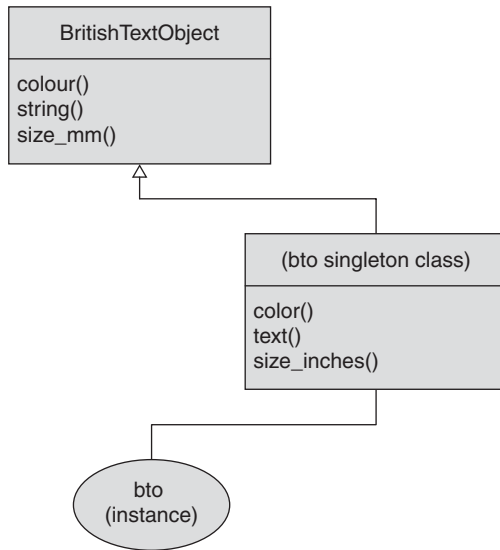 BritishTextObject
colour()
string()
size_mm()
(bto singleton class)
color()
text()
size_inches()
bto
(instance)